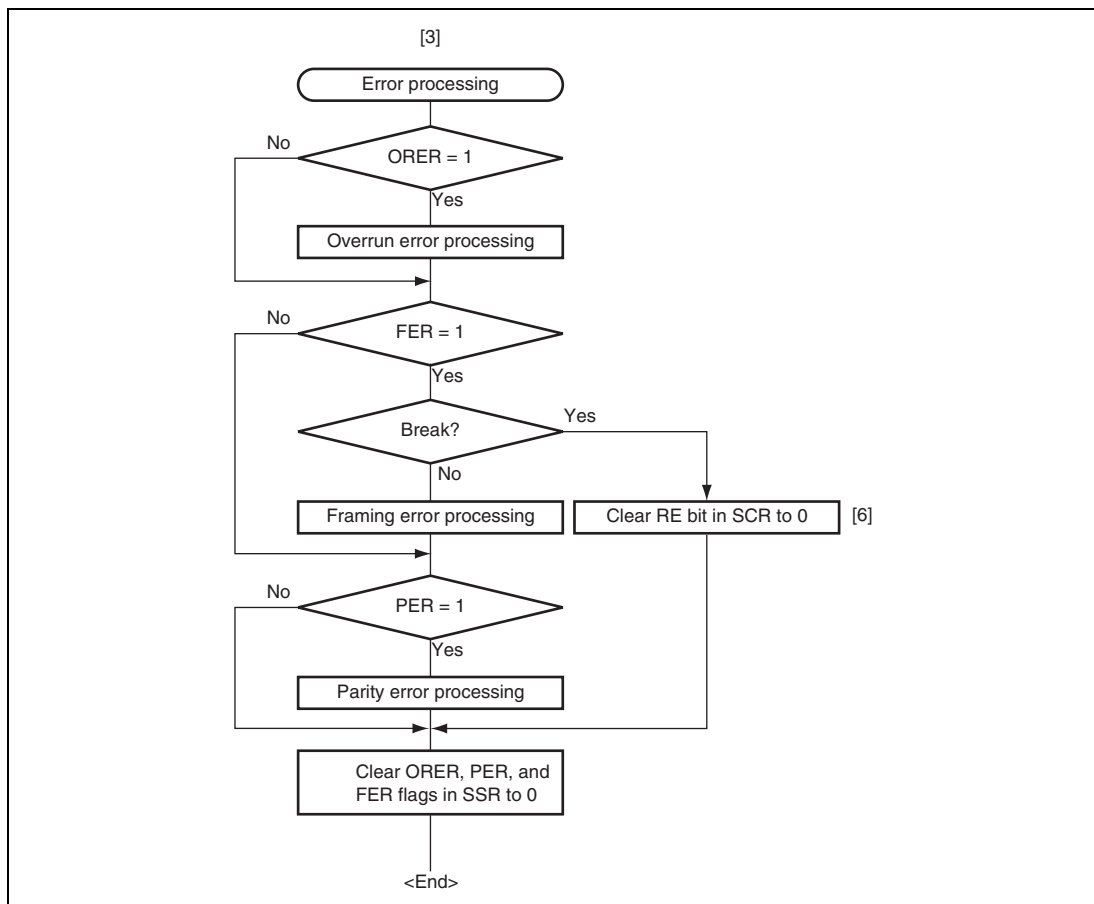 [3]
Error processing
No
ORER = 1
Yes
Overrun error processing
No
FER = 1
Yes
Break?
Yes
No
Framing error processing
Clear RE bit in SCR to 0
[6]
No
PER = 1
Yes
Parity error processing
Clear ORER, PER, and
FER flags in SSR to 0
<End>